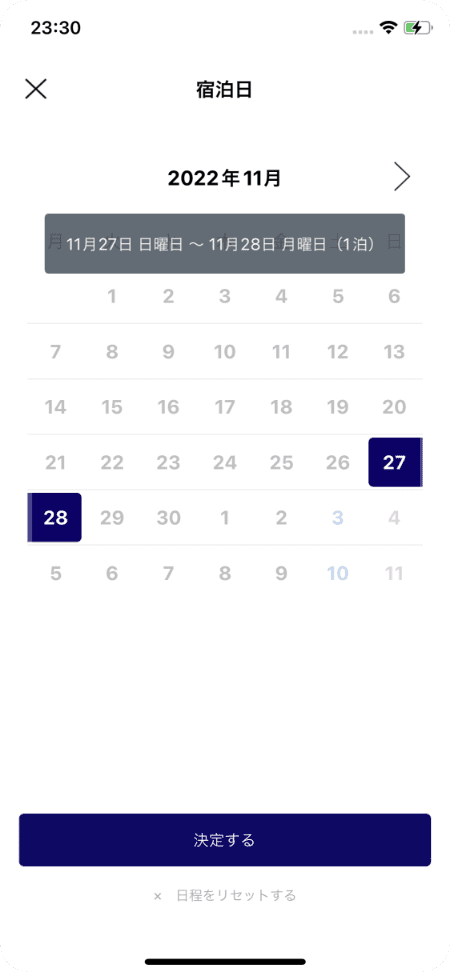 23:30
宿泊日
2022年11月
月 日
11月27日 日曜日 〜 11月28日 月曜日（1泊）
1 2 3 4 5 6
7 8 9 10 11 12 13
14 15 16 17 18 19 20
21 22 23 24 25 26 27
28 29 30 1 2 3 4
5 6 7 8 9 10 11
決定する
× 日程をリセットする